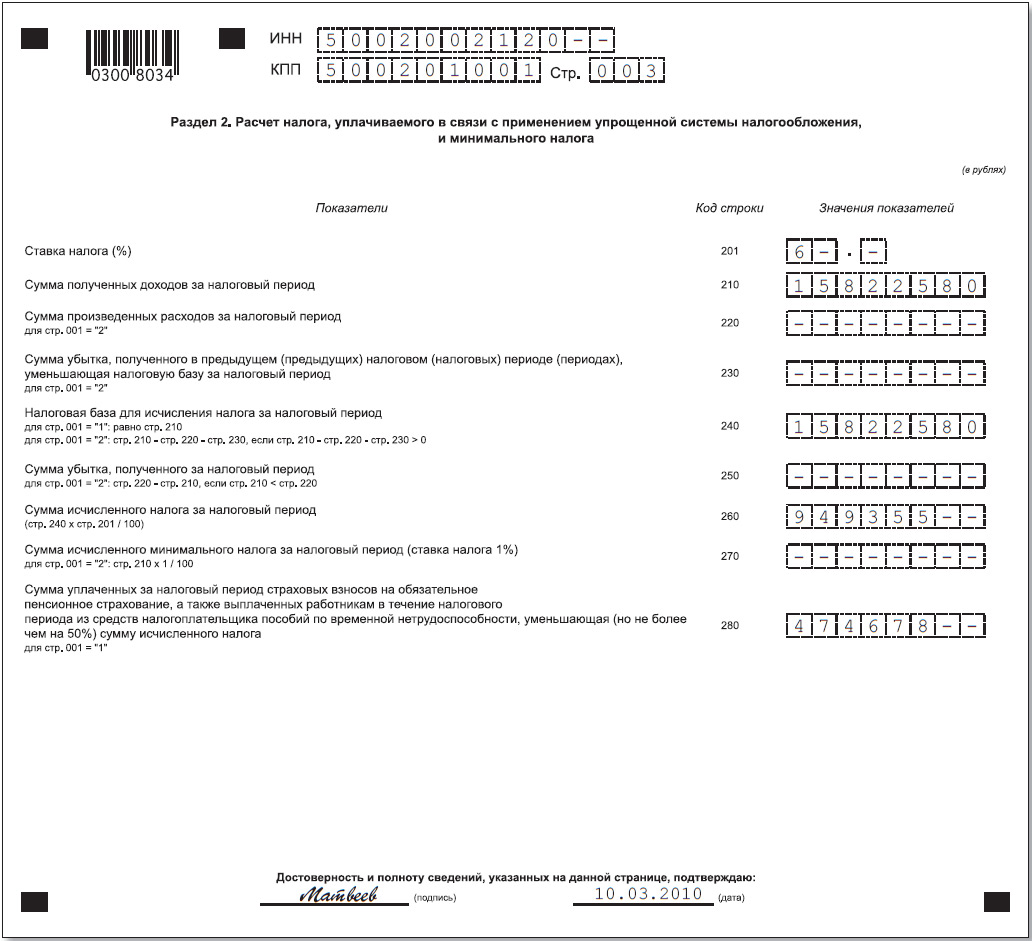 ИНН 5002002120--
0300 8034
КПП 500201001 Стр. 003
Раздел 2. Расчет налога, уплачиваемого в связи с применением упрощенной системы налогообложения,
и минимального налога
(в рублях)
Показатели Код строки Значения показателей
Ставка налога (%) 201 6- . -
Сумма полученных доходов за налоговый период 210 15822580
Сумма произведенных расходов за налоговый период 220 --------
для стр. 001 = "2"
Сумма убытка, полученного в предыдущем (предыдущих) налоговом (налоговых) периоде (периодах),
уменьшающая налоговую базу за налоговый период 230 --------
для стр. 001 = "2"
Налоговая база для исчисления налога за налоговый период
для стр. 001 = "1": равно стр. 210 240 15822580
для стр. 001 = "2": стр. 210 - стр. 220 - стр. 230, если стр. 210 - стр. 220 - стр. 230 > 0
Сумма убытка, полученного за налоговый период 250 --------
для стр. 001 = "2": стр. 220 - стр. 210, если стр. 210 < стр. 220
Сумма исчисленного налога за налоговый период 260 949355--
(стр. 240 х стр. 201 / 100)
Сумма исчисленного минимального налога за налоговый период (ставка налога 1%) 270 --------
для стр. 001 = "2": стр. 210 х 1 / 100
Сумма уплаченных за налоговый период страховых взносов на обязательное
пенсионное страхование, а также выплаченных работникам в течение налогового
периода из средств налогоплательщика пособий по временной нетрудоспособности, уменьшающая (но не более 280 474678--
чем на 50%) сумму исчисленного налога
для стр. 001 = "1"
Достоверность и полноту сведений, указанных на данной странице, подтверждаю:
Матвеев (подпись) 10.03.2010 (дата)